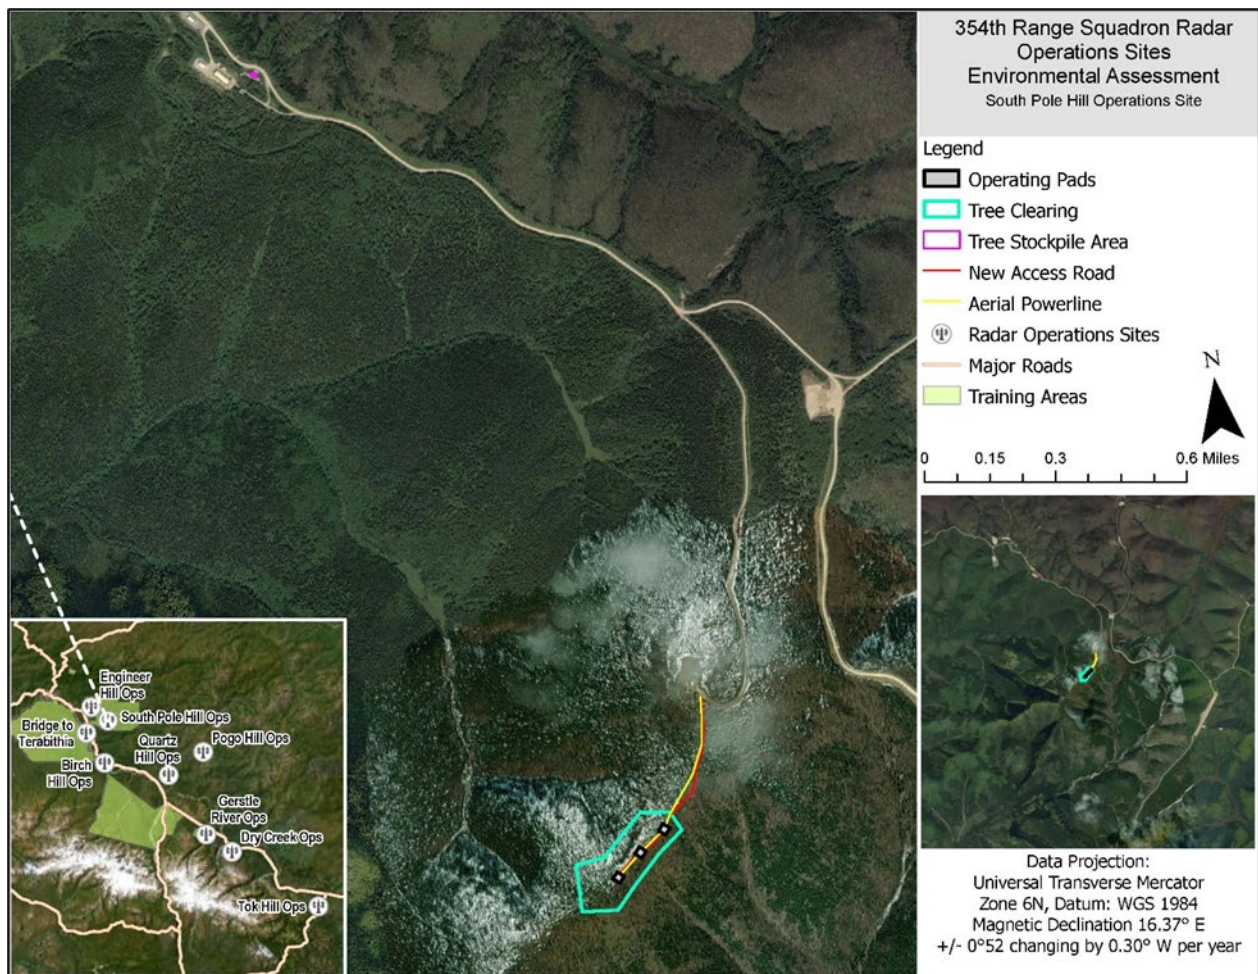 354th Range Squadron Radar
Operations Sites
Environmental Assessment
South Pole Hill Operations Site
Legend
Operating Pads
Tree Clearing
Tree Stockpile Area
New Access Road
Aerial Powerline
Radar Operations Sites
Major Roads
Training Areas
N
0 0.15 0.3 0.6 Miles
Engineer
Hill Ops
South Pole Hill Ops
Bridge to
Terabithia
Quartz
Hill Ops
Pogo Hill Ops
Birch
Hill Ops
Gerstle
River Ops
Dry Creek Ops
Tok Hill Ops
Data Projection:
Universal Transverse Mercator
Zone 6N, Datum: WGS 1984
Magnetic Declination 16.37° E
+/- 0°52 changing by 0.30° W per year